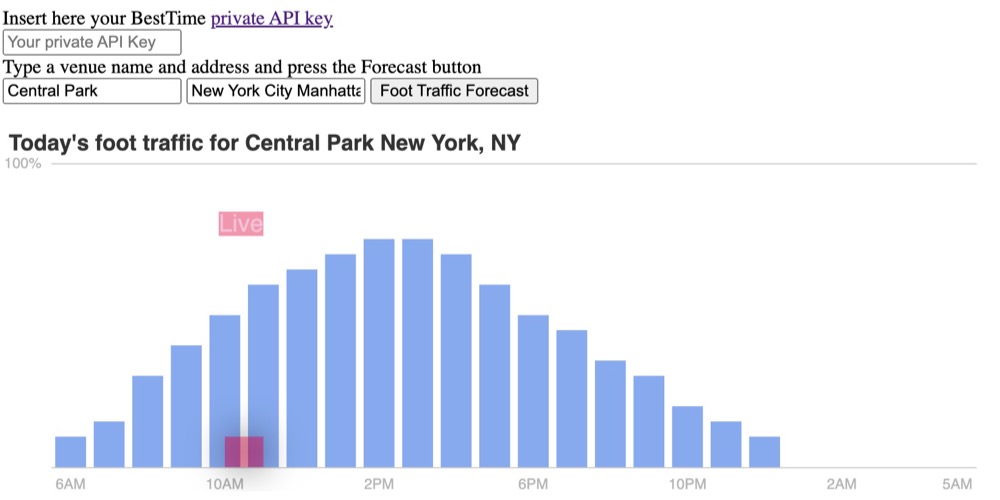 Insert here your BestTime private API key
Your private API Key
Type a venue name and address and press the Forecast button
Central Park New York City Manhatta Foot Traffic Forecast
Today's foot traffic for Central Park New York, NY
100%
Live
6AM 10AM 2PM 6PM 10PM 2AM 5AM